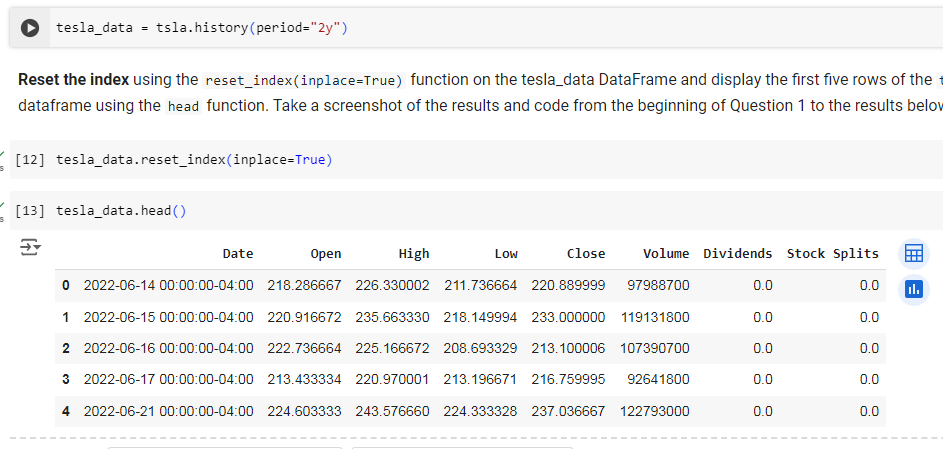 tesla_data = tsla.history(period="2y")
Reset the index using the reset_index(inplace=True) function on the tesla_data DataFrame and display the first five rows of the
dataframe using the head function. Take a screenshot of the results and code from the beginning of Question 1 to the results
[12] tesla_data.reset_index(inplace=True)
s
[13] tesla_data.head()
s
Date Open High Low Close Volume Dividends Stock Splits
0 2022-06-14 00:00:00-04:00 218.286667 226.330002 211.736664 220.889999 97988700 0.0 0.0
1 2022-06-15 00:00:00-04:00 220.916672 235.663330 218.149994 233.000000 119131800 0.0 0.0
2 2022-06-16 00:00:00-04:00 222.736664 225.166672 208.693329 213.100006 107390700 0.0 0.0
3 2022-06-17 00:00:00-04:00 213.433334 220.970001 213.196671 216.759995 92641800 0.0 0.0
4 2022-06-21 00:00:00-04:00 224.603333 243.576660 224.333328 237.036667 122793000 0.0 0.0